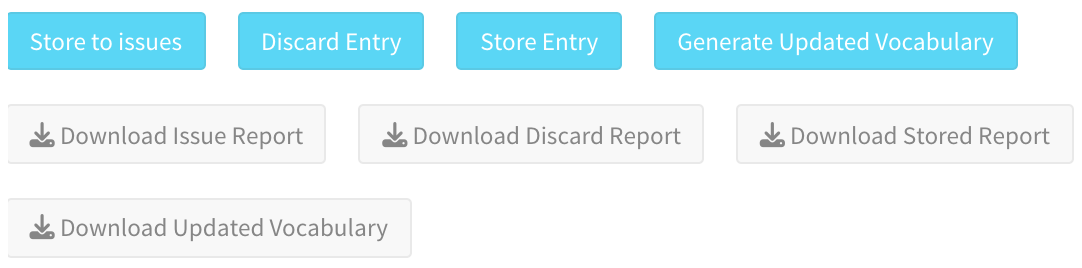 Store to issues Discard Entry Store Entry Generate Updated Vocabulary
Download Issue Report Download Discard Report Download Stored Report
Download Updated Vocabulary